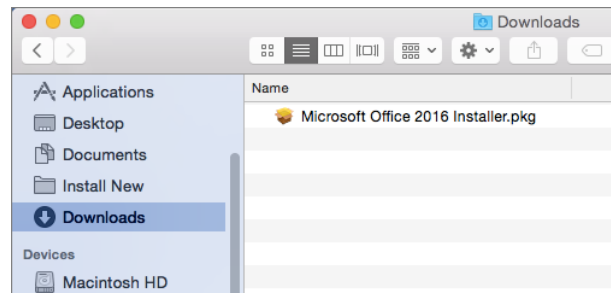 Downloads
Applications
Desktop
Documents
Install New
Downloads
Devices
Macintosh HD
Name
Microsoft Office 2016 Installer.pkg